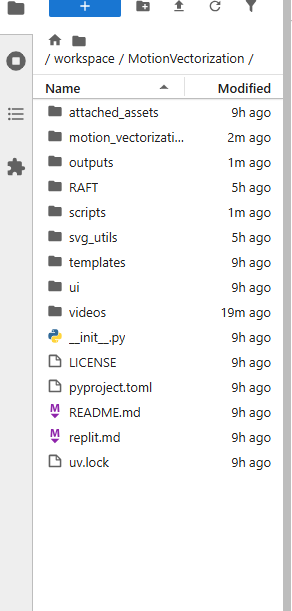 +
/ workspace / MotionVectorization /
Name Modified
attached_assets 9h ago
motion_vectorizati... 2m ago
outputs 1m ago
RAFT 5h ago
scripts 1m ago
svg_utils 5h ago
templates 9h ago
ui 9h ago
videos 19m ago
__init__.py 9h ago
LICENSE 9h ago
pyproject.toml 9h ago
M README.md 9h ago
M replit.md 9h ago
uv.lock 9h ago